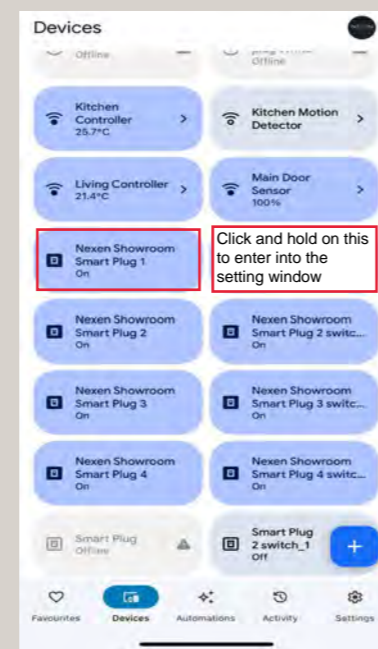 Devices
Offline
Offline
Kitchen
Controller
25.7°C
Kitchen Motion
Detector
Living Controller
21.4°C
Main Door
Sensor
100%
Nexen Showroom
Smart Plug 1
On
Click and hold on this
to enter into the
setting window
Nexen Showroom
Smart Plug 2
On
Nexen Showroom
Smart Plug 2 switc...
On
Nexen Showroom
Smart Plug 3
On
Nexen Showroom
Smart Plug 3 switc...
On
Nexen Showroom
Smart Plug 4
On
Nexen Showroom
Smart Plug 4 switc...
On
Smart Plug
Offline
Smart Plug
2 switch_1
Off
Favourites
Devices
Automations
Activity
Settings